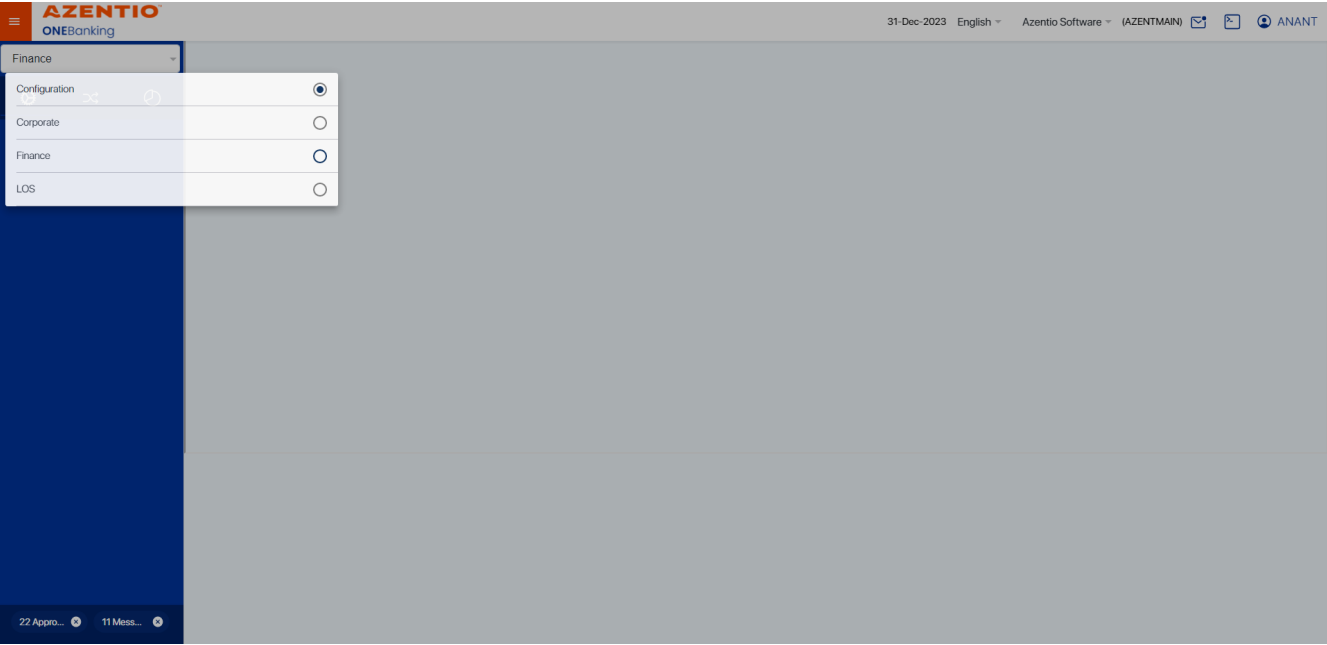 AZENTIO
ONEBanking
31-Dec-2023 English Azentio Software (AZENTMAIN) ANANT
Finance
Configuration
Corporate
Finance
LOS
22 Appro... 11 Mess...